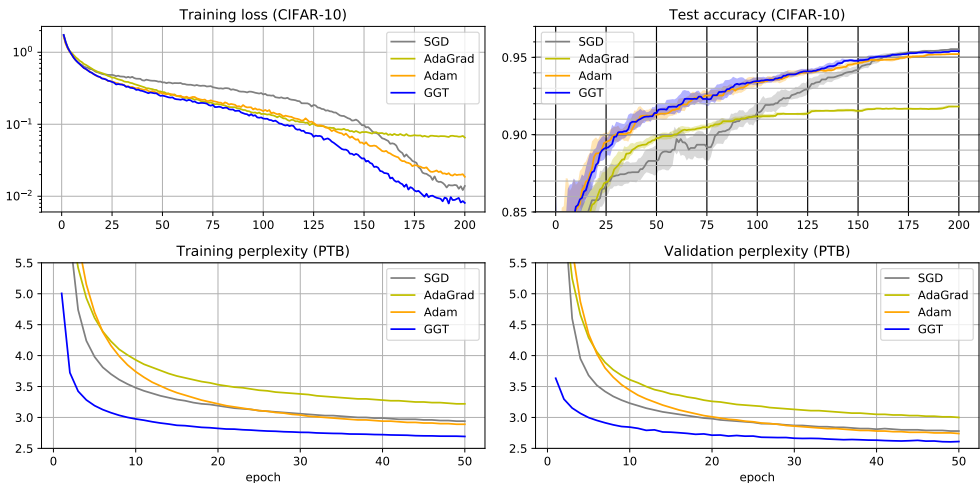 Training loss (CIFAR-10)
10⁰
10⁻¹
10⁻²
SGD
AdaGrad
Adam
GGT
0 25 50 75 100 125 150 175 200
Test accuracy (CIFAR-10)
0.95
0.90
0.85
SGD
AdaGrad
Adam
GGT
0 25 50 75 100 125 150 175 200
Training perplexity (PTB)
5.5
5.0
4.5
4.0
3.5
3.0
2.5
SGD
AdaGrad
Adam
GGT
0 10 20 30 40 50
epoch
Validation perplexity (PTB)
5.5
5.0
4.5
4.0
3.5
3.0
2.5
SGD
AdaGrad
Adam
GGT
0 10 20 30 40 50
epoch